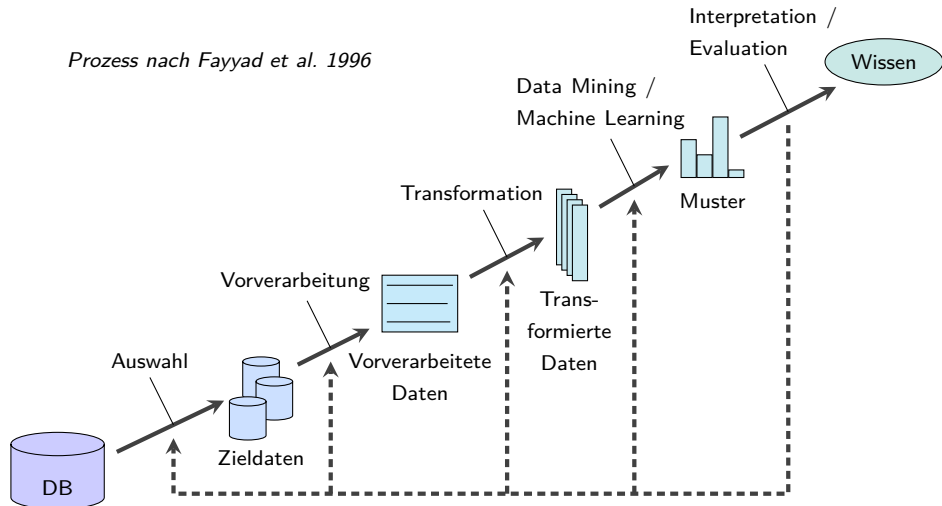 Prozess nach Fayyad et al. 1996
Interpretation /
Evaluation
Wissen
Data Mining /
Machine Learning
Muster
Transformation
Trans-
formierte
Daten
Vorverarbeitung
Vorverarbeitete
Daten
Auswahl
Zieldaten
DB